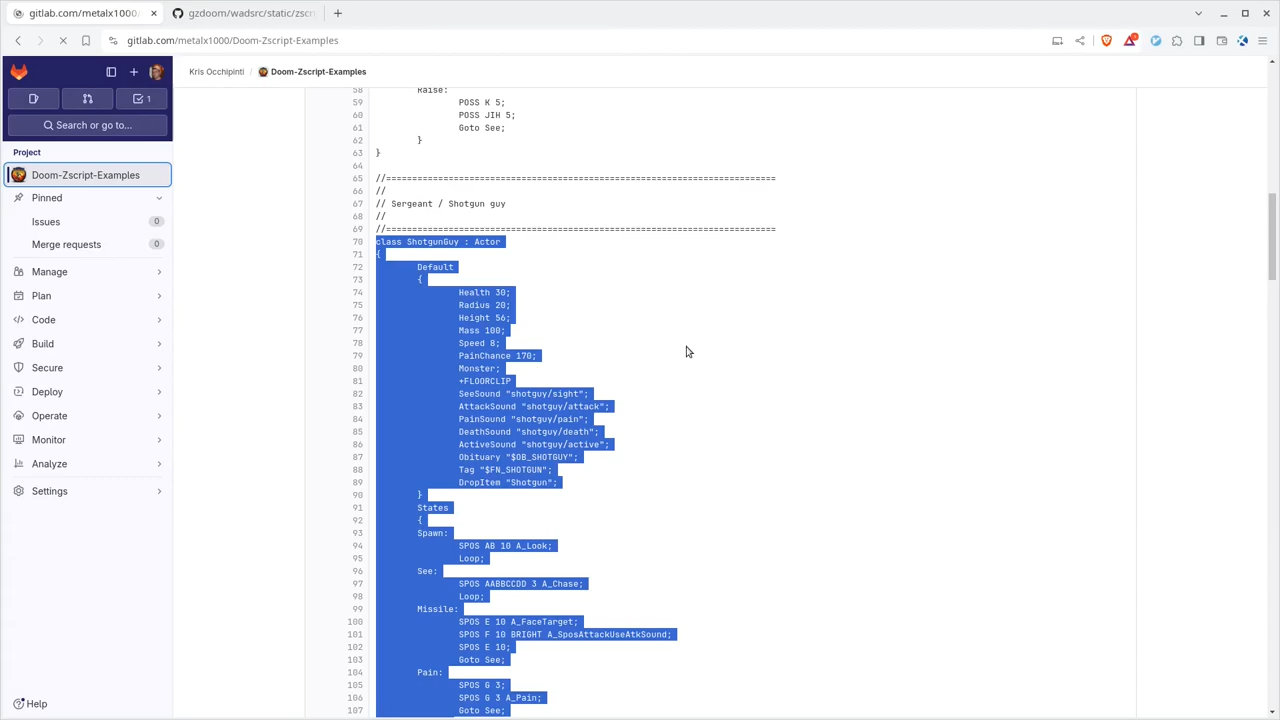 gitlab.com/metalx1000/
gzdoom/wadsrc/static/zscr
gitlab.com/metalx1000/Doom-Zscript-Examples
1
Search or go to...
Project
Doom-Zscript-Examples
Pinned
Issues 0
Merge requests 0
Manage
Plan
Code
Build
Secure
Deploy
Operate
Monitor
Analyze
Settings
Help
Kris Occhipinti / Doom-Zscript-Examples
58 Raise:
59 POSS K 5;
60 POSS JIH 5;
61 Goto See;
62 }
63 }
64
65 //===========================================================================
66 //
67 // Sergeant / Shotgun guy
68 //
69 //===========================================================================
70 class ShotgunGuy : Actor
71 {
72 Default
73 {
74 Health 30;
75 Radius 20;
76 Height 56;
77 Mass 100;
78 Speed 8;
79 PainChance 170;
80 Monster;
81 +FLOORCLIP
82 SeeSound "shotguy/sight";
83 AttackSound "shotguy/attack";
84 PainSound "shotguy/pain";
85 DeathSound "shotguy/death";
86 ActiveSound "shotguy/active";
87 Obituary "$OB_SHOTGUY";
88 Tag "$FN_SHOTGUN";
89 DropItem "Shotgun";
90 }
91 States
92 {
93 Spawn:
94 SPOS AB 10 A_Look;
95 Loop;
96 See:
97 SPOS AABBCCDD 3 A_Chase;
98 Loop;
99 Missile:
100 SPOS E 10 A_FaceTarget;
101 SPOS F 10 BRIGHT A_SposAttackUseAtkSound;
102 SPOS E 10;
103 Goto See;
104 Pain:
105 SPOS G 3;
106 SPOS G 3 A_Pain;
107 Goto See;